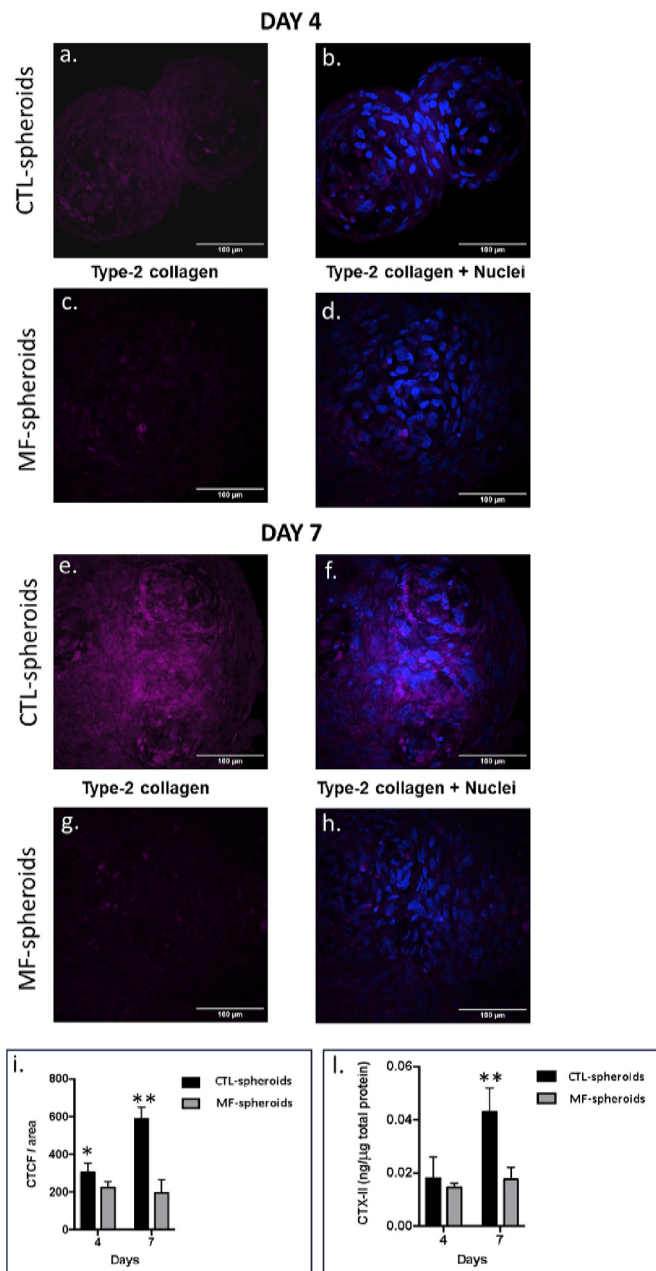 DAY 4
CTL-spheroids
a.
100 µm
b.
100 µm
Type-2 collagen
Type-2 collagen + Nuclei
MF-spheroids
c.
100 µm
d.
100 µm
DAY 7
CTL-spheroids
e.
100 µm
f.
100 µm
Type-2 collagen
Type-2 collagen + Nuclei
MF-spheroids
g.
100 µm
h.
100 µm
i.
CTL-spheroids
MF-spheroids
800
600
400
200
0
*
**
CTCF / area
4
7
Days
l.
CTL-spheroids
MF-spheroids
0.06
0.04
0.02
0.00
**
CTX-II (ng/µg total protein)
4
7
Days